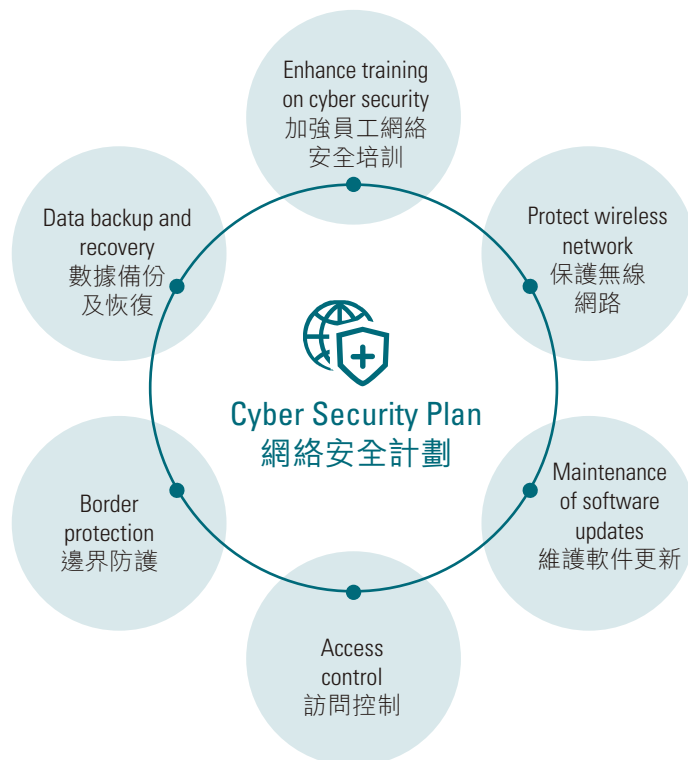 Enhance training
on cyber security
加強員工網絡
安全培訓
Data backup and
recovery
數據備份
及恢復
Protect wireless
network
保護無線
網路
Cyber Security Plan
網絡安全計劃
Border
protection
邊界防護
Maintenance
of software
updates
維護軟件更新
Access
control
訪問控制